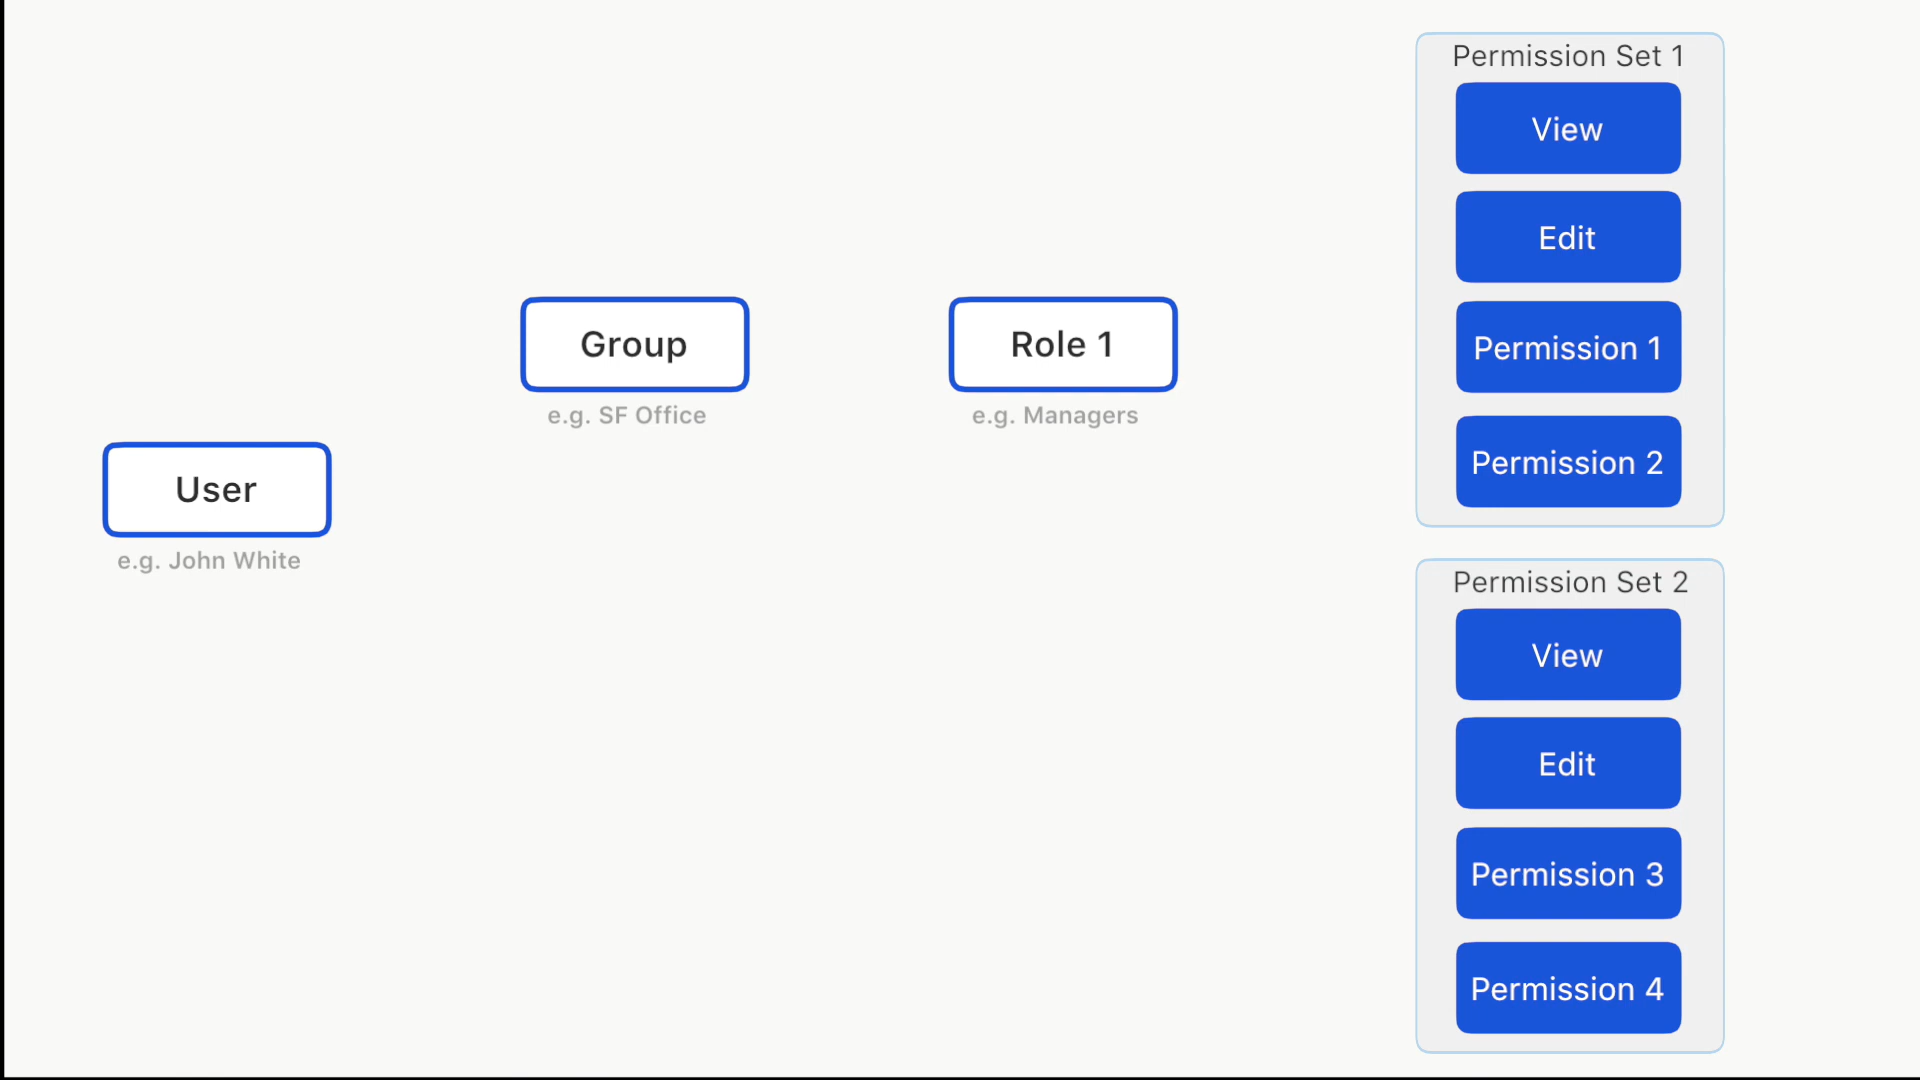 User
e.g. John White
Group
e.g. SF Office
Role 1
e.g. Managers
Permission Set 1
View
Edit
Permission 1
Permission 2
Permission Set 2
View
Edit
Permission 3
Permission 4